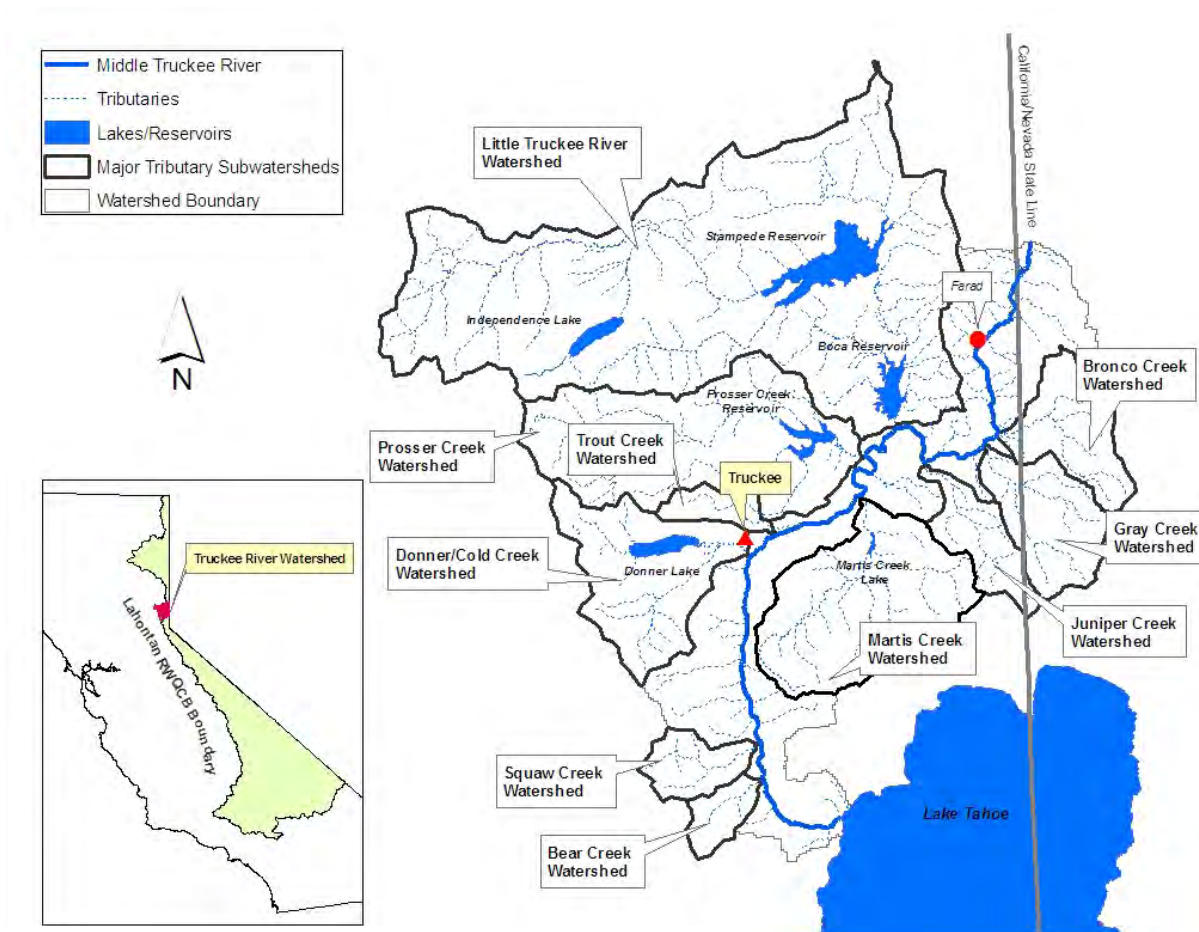 Middle Truckee River
Tributaries
Lakes/Reservoirs
Major Tributary Subwatersheds
Watershed Boundary
N
California/Nevada State Line
Little Truckee River
Watershed
Stampede Reservoir
Independence Lake
Boca Reservoir
Farad
Bronco Creek
Watershed
Prosser Creek
Reservoir
Prosser Creek
Watershed
Trout Creek
Watershed
Truckee
Donner/Cold Creek
Watershed
Donner Lake
Martis Creek
Lake
Gray Creek
Watershed
Juniper Creek
Watershed
Martis Creek
Watershed
Squaw Creek
Watershed
Bear Creek
Watershed
Lake Tahoe
Truckee River Watershed
Lahontan RWQCB Boundary